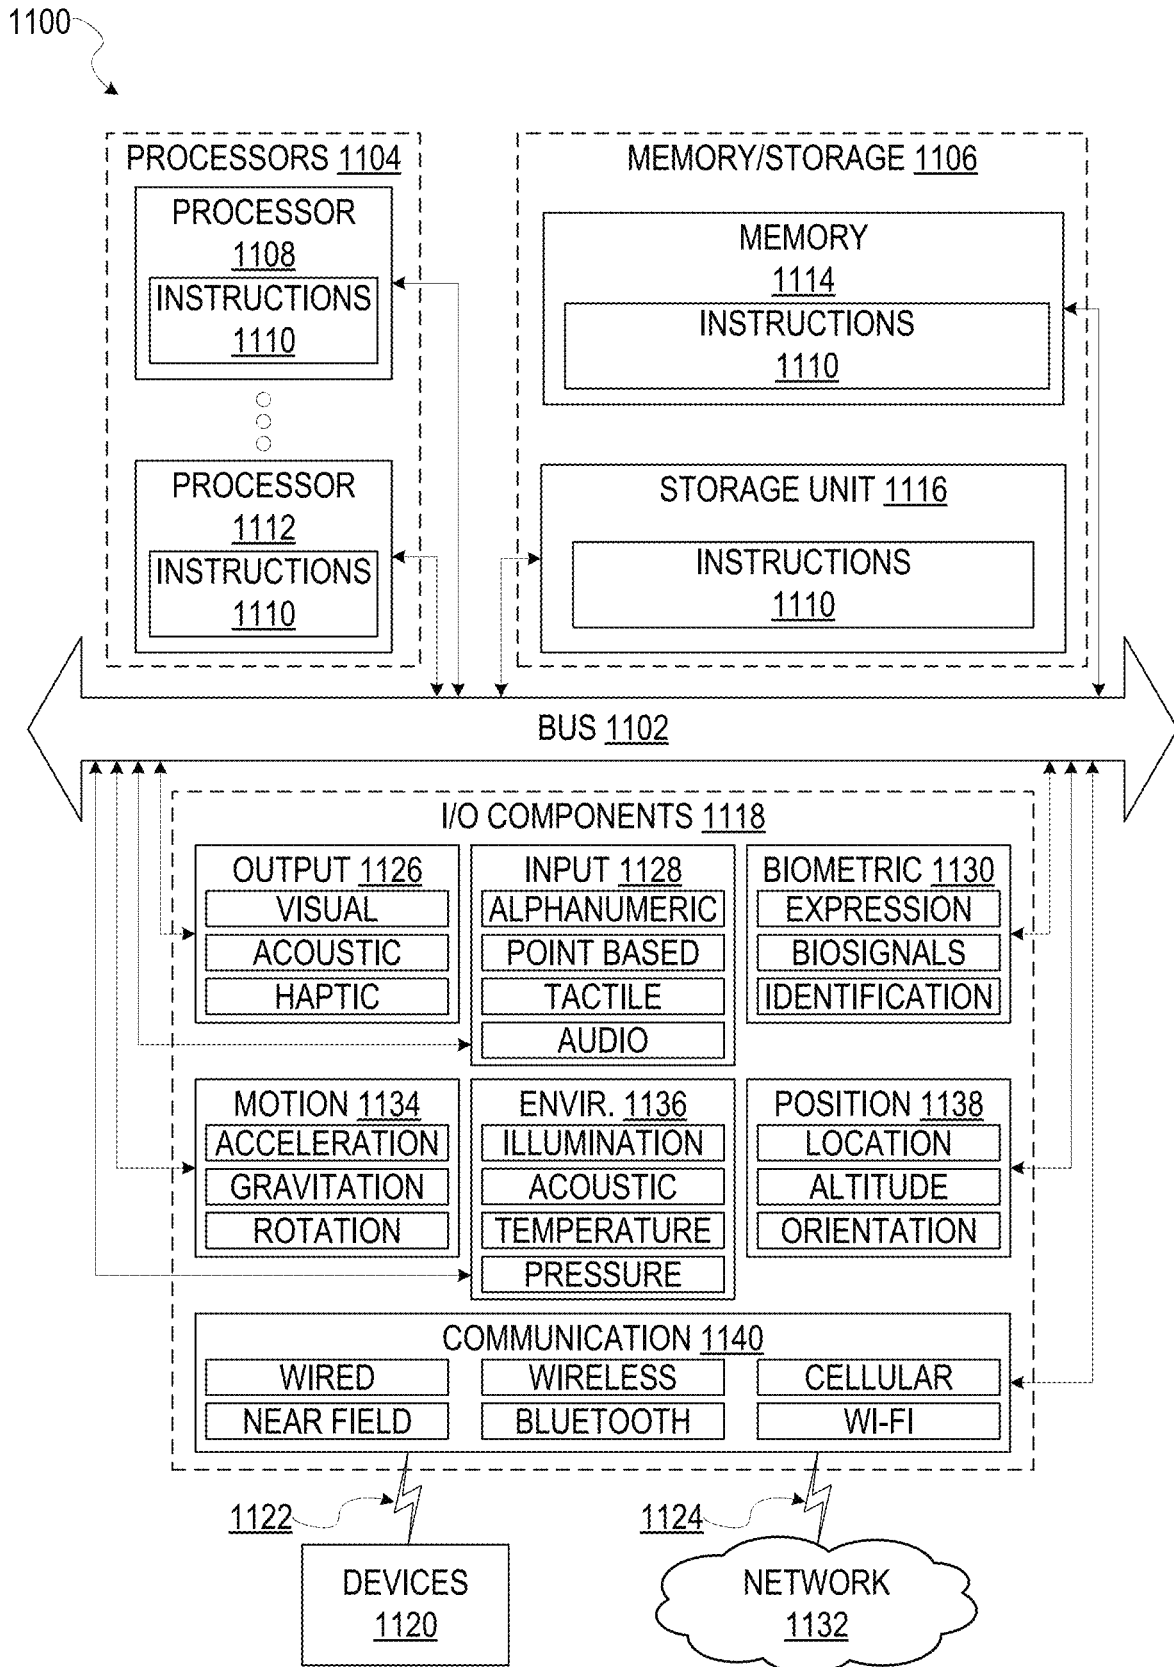 1100
PROCESSORS 1104
PROCESSOR
1108
INSTRUCTIONS
1110
PROCESSOR
1112
INSTRUCTIONS
1110
MEMORY/STORAGE 1106
MEMORY
1114
INSTRUCTIONS
1110
STORAGE UNIT 1116
INSTRUCTIONS
1110
BUS 1102
I/O COMPONENTS 1118
OUTPUT 1126
VISUAL
ACOUSTIC
HAPTIC
INPUT 1128
ALPHANUMERIC
POINT BASED
TACTILE
AUDIO
BIOMETRIC 1130
EXPRESSION
BIOSIGNALS
IDENTIFICATION
MOTION 1134
ACCELERATION
GRAVITATION
ROTATION
ENVIR. 1136
ILLUMINATION
ACOUSTIC
TEMPERATURE
PRESSURE
POSITION 1138
LOCATION
ALTITUDE
ORIENTATION
COMMUNICATION 1140
WIRED
WIRELESS
CELLULAR
NEAR FIELD
BLUETOOTH
WI-FI
1122
1124
DEVICES
1120
NETWORK
1132